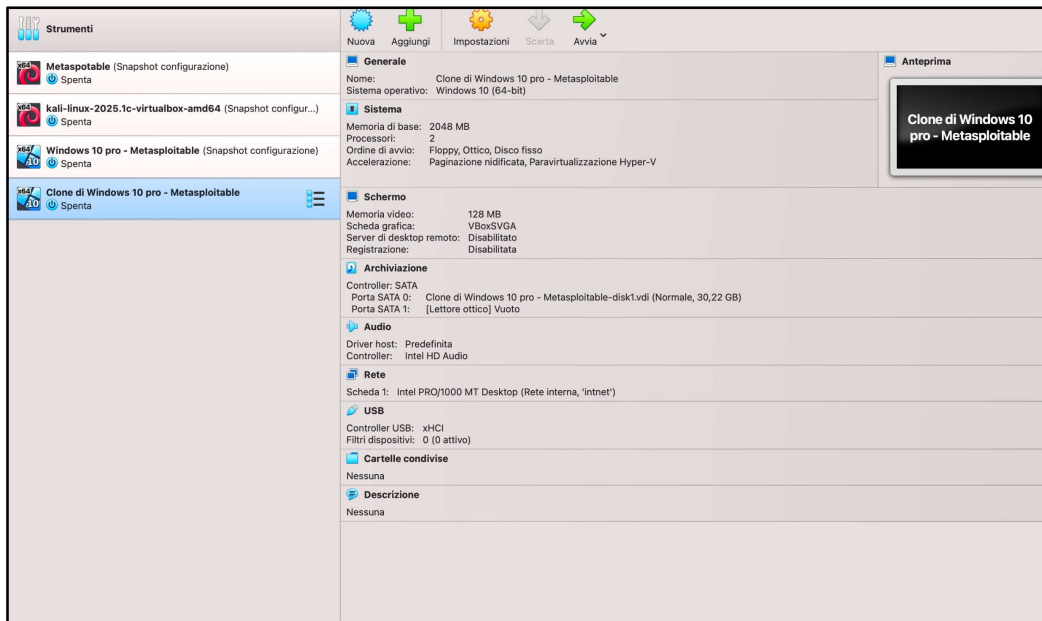 Strumenti
Metaspotable (Snapshot configurazione)
Spenta
kali-linux-2025.1c-virtualbox-amd64 (Snapshot configur...)
Spenta
Windows 10 pro - Metasploitable (Snapshot configurazione)
Spenta
Clone di Windows 10 pro - Metasploitable
Spenta
Nuova Aggiungi Impostazioni Scarta Avvia
Generale
Nome: Clone di Windows 10 pro - Metasploitable
Sistema operativo: Windows 10 (64-bit)
Sistema
Memoria di base: 2048 MB
Processori: 2
Ordine di avvio: Floppy, Ottico, Disco fisso
Accelerazione: Paginazione nidificata, Paravirtualizzazione Hyper-V
Anteprima
Clone di Windows 10
pro - Metasploitable
Schermo
Memoria video: 128 MB
Scheda grafica: VBoxSVGA
Server di desktop remoto: Disabilitato
Registrazione: Disabilitata
Archiviazione
Controller: SATA
Porta SATA 0: Clone di Windows 10 pro - Metasploitable-disk1.vdi (Normale, 30,22 GB)
Porta SATA 1: [Lettore ottico] Vuoto
Audio
Driver host: Predefinita
Controller: Intel HD Audio
Rete
Scheda 1: Intel PRO/1000 MT Desktop (Rete interna, 'intnet')
USB
Controller USB: xHCI
Filtri dispositivi: 0 (0 attivo)
Cartelle condivise
Nessuna
Descrizione
Nessuna